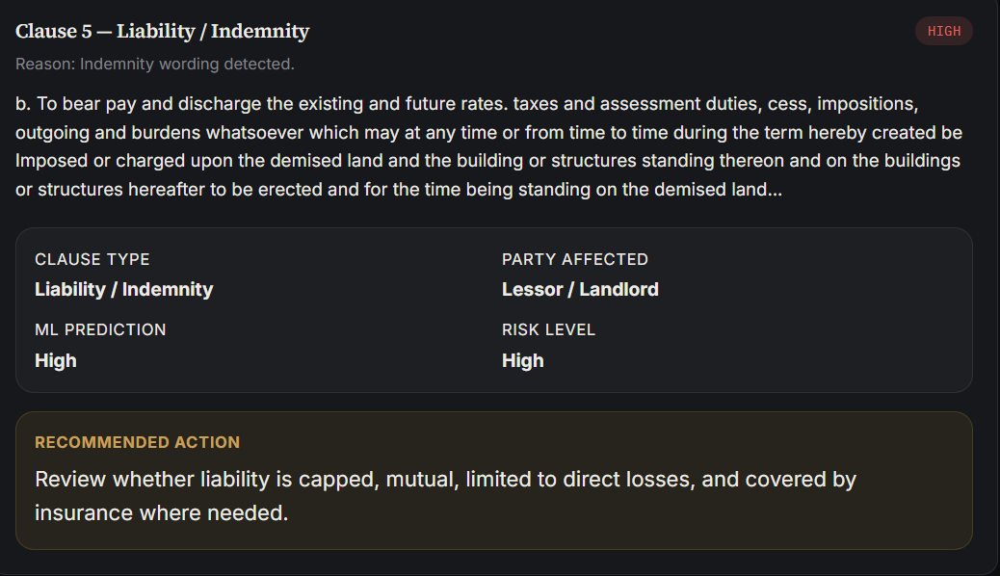 Clause 5 — Liability / Indemnity
HIGH
Reason: Indemnity wording detected.
b. To bear pay and discharge the existing and future rates. taxes and assessment duties, cess, impositions,
outgoing and burdens whatsoever which may at any time or from time to time during the term hereby created be
Imposed or charged upon the demised land and the building or structures standing thereon and on the buildings
or structures hereafter to be erected and for the time being standing on the demised land...
CLAUSE TYPE
Liability / Indemnity
PARTY AFFECTED
Lessor / Landlord
ML PREDICTION
High
RISK LEVEL
High
RECOMMENDED ACTION
Review whether liability is capped, mutual, limited to direct losses, and covered by
insurance where needed.